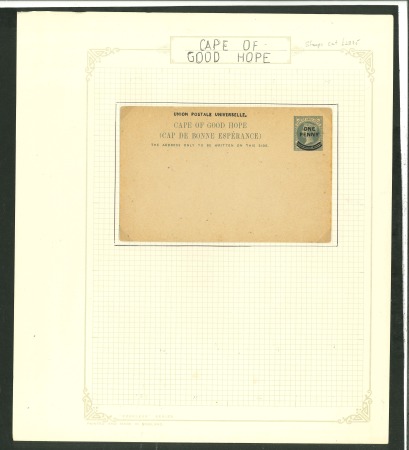 CAPE OF
GOOD HOPE
UNION POSTALE UNIVERSELLE.
CAPE OF GOOD HOPE
(CAP DE BONNE ESPÉRANCE)
THE ADDRESS ONLY TO BE WRITTEN ON THIS SIDE
ONE
PENNY